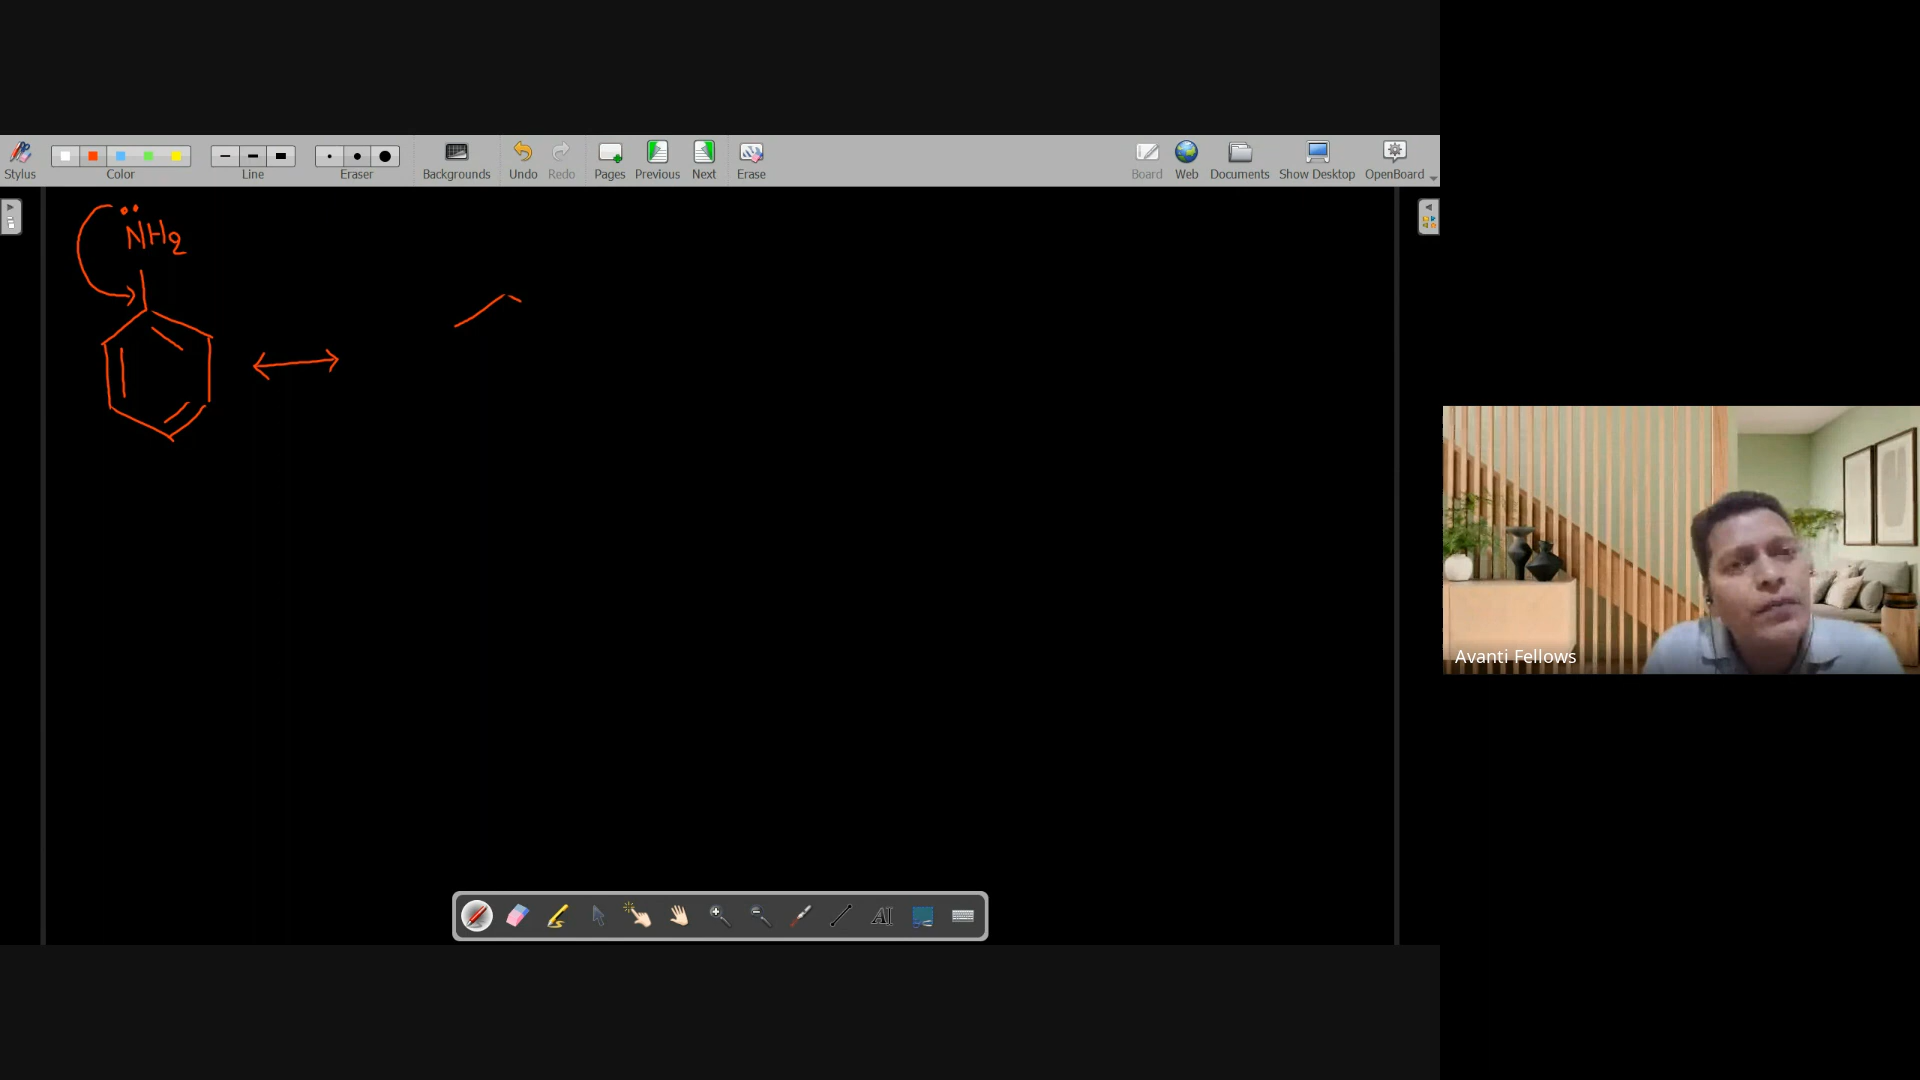 Stylus
Color
Line
Eraser
Backgrounds
Undo
Redo
Pages
Previous
Next
Erase
Board
Web
Documents
Show Desktop
OpenBoard
NH2
AI
Avanti Fellows